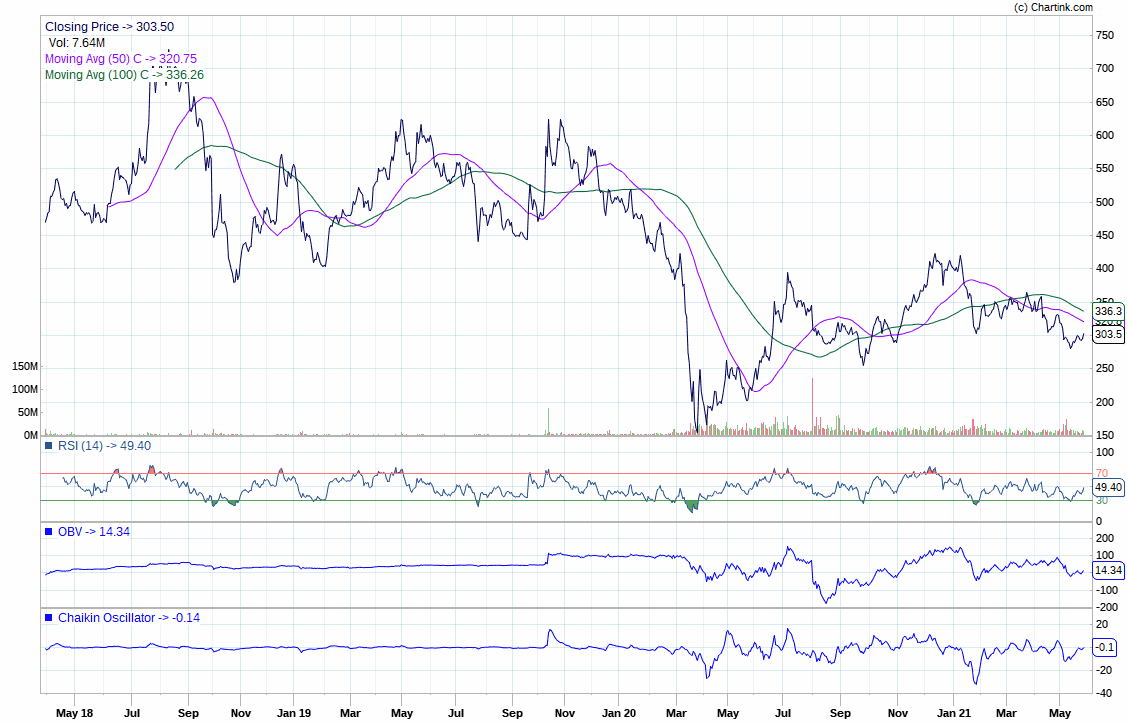 (c) Chartink.com
Closing Price -> 303.50
Vol: 7.64M
Moving Avg (50) C -> 320.75
Moving Avg (100) C -> 336.26
750
700
650
600
550
500
450
400
350
336.3
320.8
303.5
250
200
150
150M
100M
50M
0M
RSI (14) -> 49.40
100
70
49.40
30
0
OBV -> 14.34
200
100
14.34
-100
-200
Chaikin Oscillator -> -0.14
20
-0.1
-20
-40
May 18 Jul Sep Nov Jan 19 Mar May Jul Sep Nov Jan 20 Mar May Jul Sep Nov Jan 21 Mar May